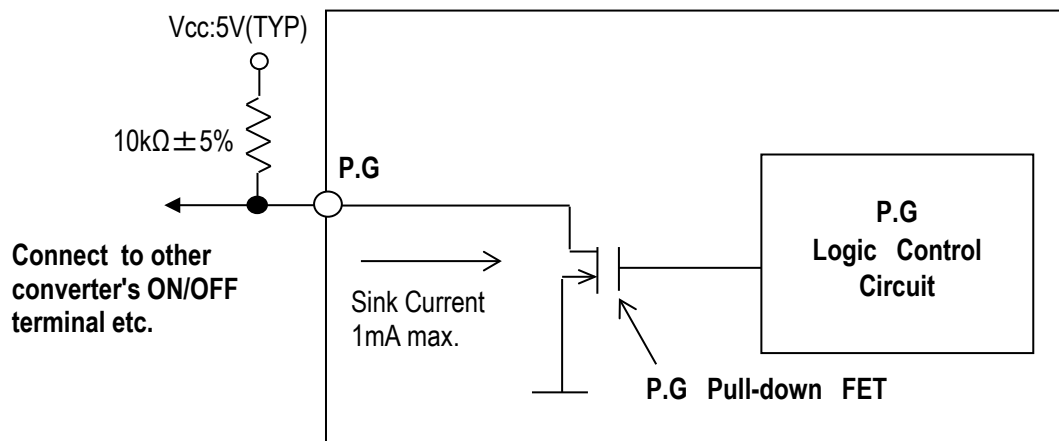 Vcc:5V(TYP)
10kΩ±5%
P.G
Connect to other
converter's ON/OFF
terminal etc.
Sink Current
1mA max.
P.G
Logic Control
Circuit
P.G Pull-down FET